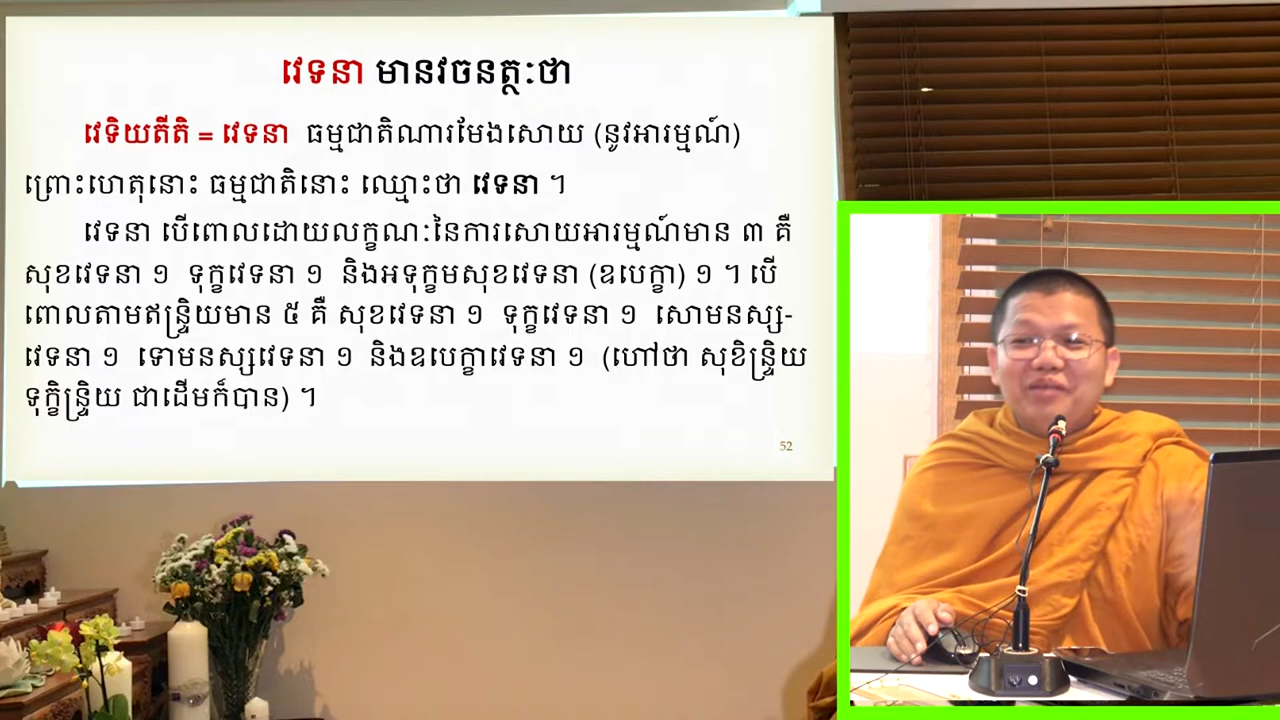 វេទនា មានវចនត្ថៈថា
វេទិយតីតិ = វេទនា ធម្មជាតិណារមែងសោយ (នូវអារម្មណ៍)
ព្រោះហេតុនោះ ធម្មជាតិនោះ ឈ្មោះថា វេទនា ។
វេទនា បើពោលដោយលក្ខណៈនៃការសោយអារម្មណ៍មាន ៣ គឺ
សុខវេទនា ១ ទុក្ខវេទនា ១ និងអទុក្ខមសុខវេទនា (ឧបេក្ខា) ១ ។ បើ
ពោលតាមឥន្ទ្រិយមាន ៥ គឺ សុខវេទនា ១ ទុក្ខវេទនា ១ សោមនស្ស-
វេទនា ១ ទោមនស្សវេទនា ១ និងឧបេក្ខាវេទនា ១ (ហៅថា សុខិន្ទ្រិយ
ទុក្ខិន្ទ្រិយ ជាដើមក៏បាន) ។
52